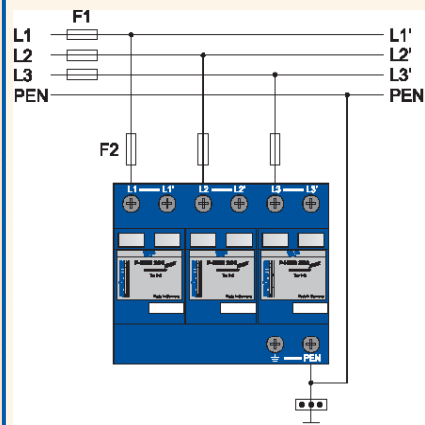 F1
L1 L1'
L2 L2'
L3 L3'
PEN PEN
F2
L1 L1' L2 L2' L3 L3'
PEN